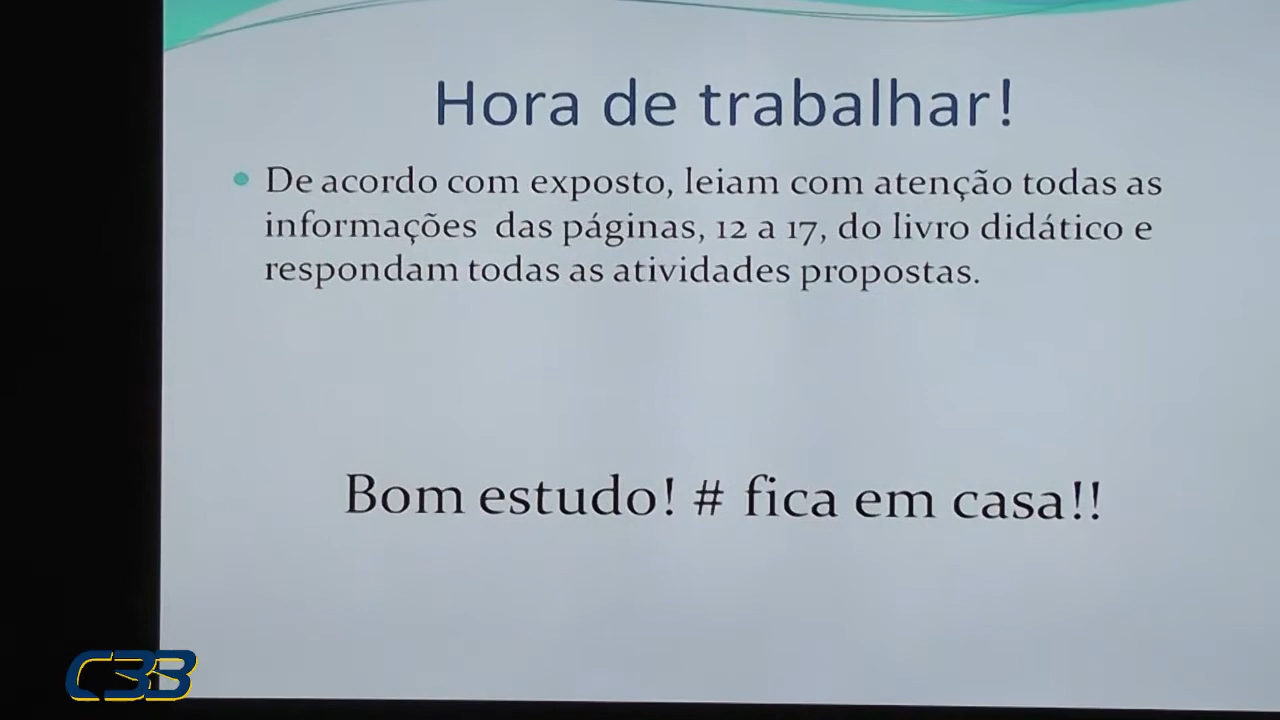 Hora de trabalhar!
• De acordo com exposto, leiam com atenção todas as
informações das páginas, 12 a 17, do livro didático e
respondam todas as atividades propostas.
Bom estudo! # fica em casa!!
CBB